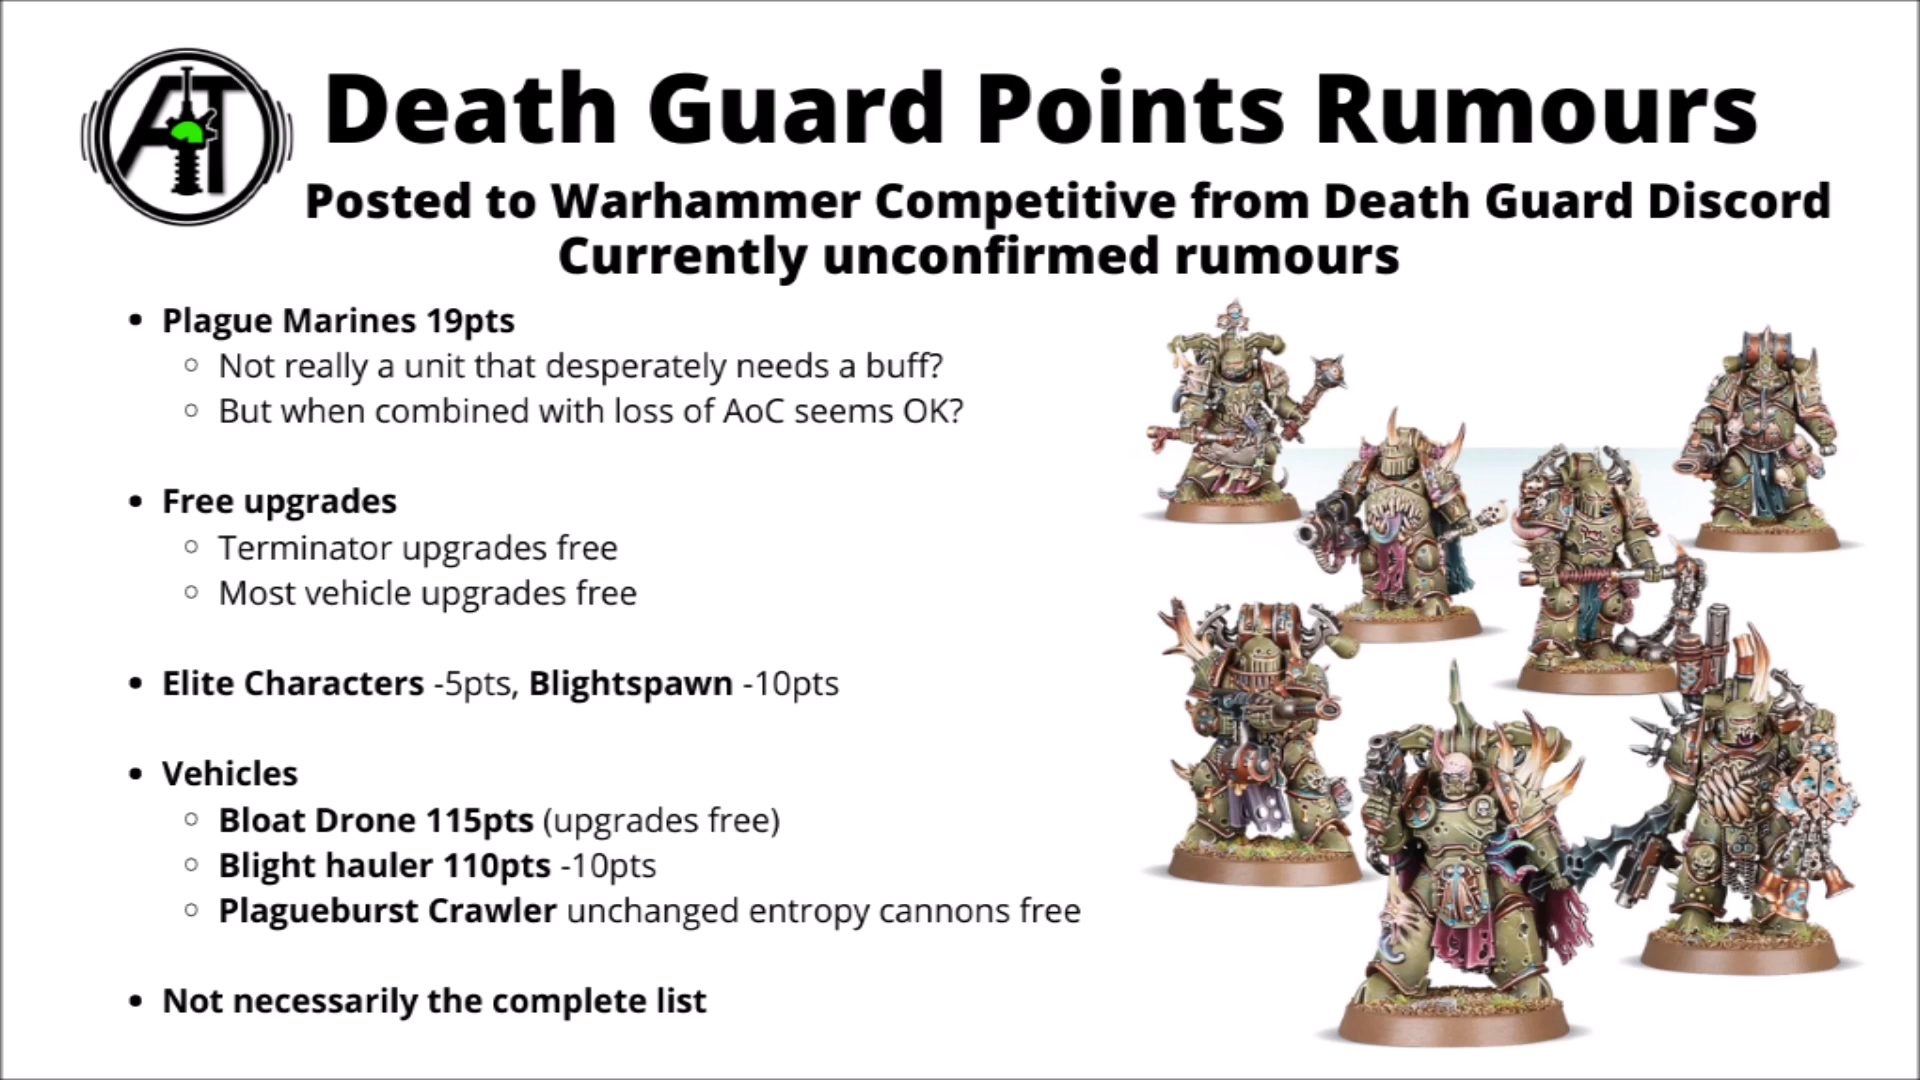 AT
Death Guard Points Rumours
Posted to Warhammer Competitive from Death Guard Discord
Currently unconfirmed rumours
• Plague Marines 19pts
○ Not really a unit that desperately needs a buff?
○ But when combined with loss of AoC seems OK?
• Free upgrades
○ Terminator upgrades free
○ Most vehicle upgrades free
• Elite Characters -5pts, Blightspawn -10pts
• Vehicles
○ Bloat Drone 115pts (upgrades free)
○ Blight hauler 110pts -10pts
○ Plagueburst Crawler unchanged entropy cannons free
• Not necessarily the complete list